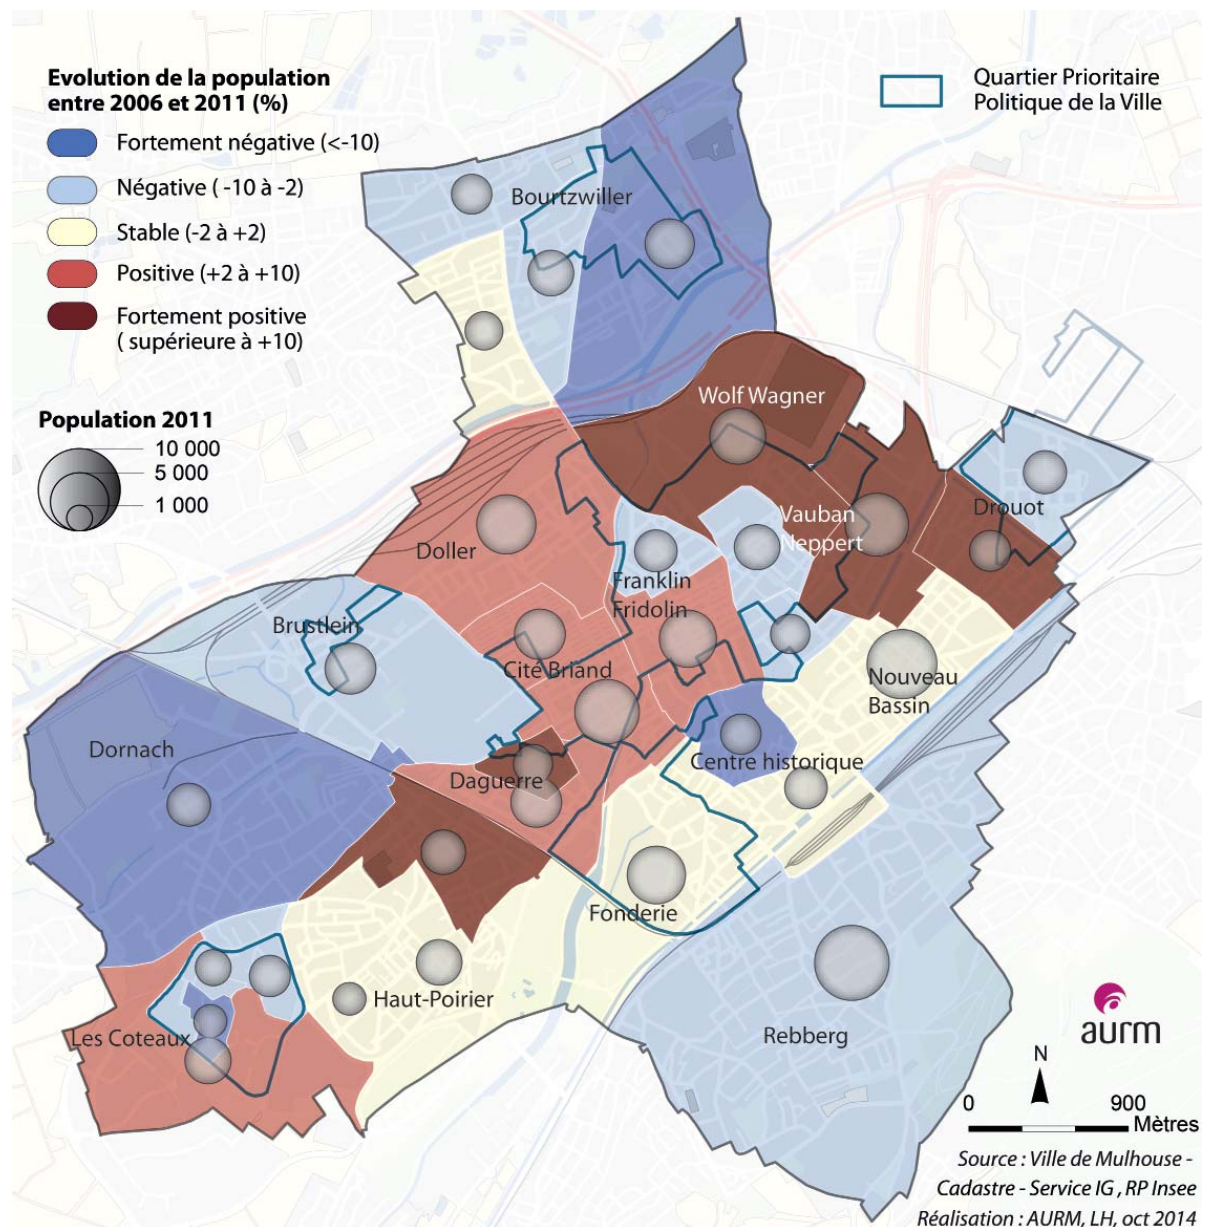 Evolution de la population
entre 2006 et 2011 (%)
Fortement négative (<-10)
Négative ( -10 à -2)
Stable (-2 à +2)
Positive (+2 à +10)
Fortement positive
( supérieure à +10)
Population 2011
10 000
5 000
1 000
Quartier Prioritaire
Politique de la Ville
Bourtzwiller
Wolf Wagner
Drouot
Vauban
Neppert
Doller
Franklin
Fridolin
Brustlein
Cité Briand
Nouveau
Bassin
Dornach
Centre historique
Daguerre
Fonderie
Haut-Poirier
Rebberg
Les Coteaux
aurm
N
0
900
Mètres
Source : Ville de Mulhouse -
Cadastre - Service IG , RP Insee
Réalisation : AURM, LH, oct 2014